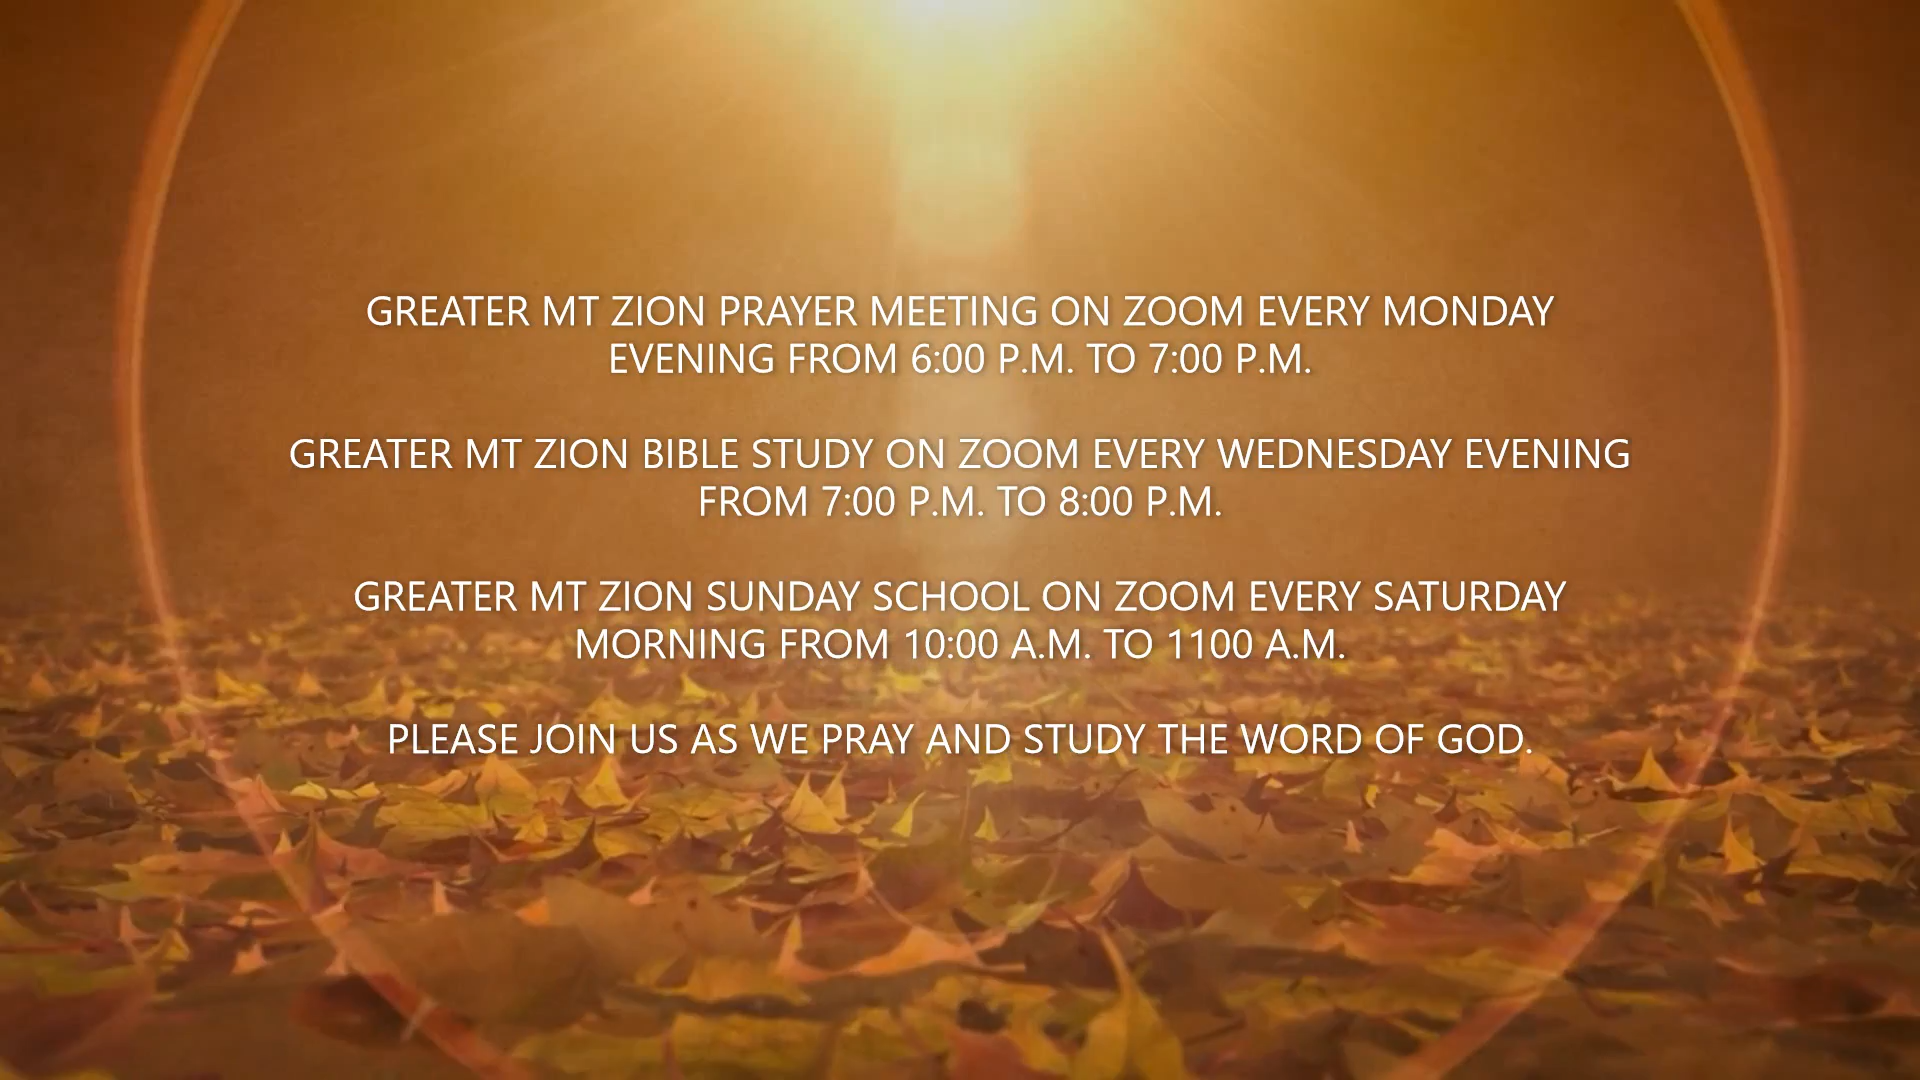 GREATER MT ZION PRAYER MEETING ON ZOOM EVERY MONDAY
EVENING FROM 6:00 P.M. TO 7:00 P.M.
GREATER MT ZION BIBLE STUDY ON ZOOM EVERY WEDNESDAY EVENING
FROM 7:00 P.M. TO 8:00 P.M.
GREATER MT ZION SUNDAY SCHOOL ON ZOOM EVERY SATURDAY
MORNING FROM 10:00 A.M. TO 1100 A.M.
PLEASE JOIN US AS WE PRAY AND STUDY THE WORD OF GOD.